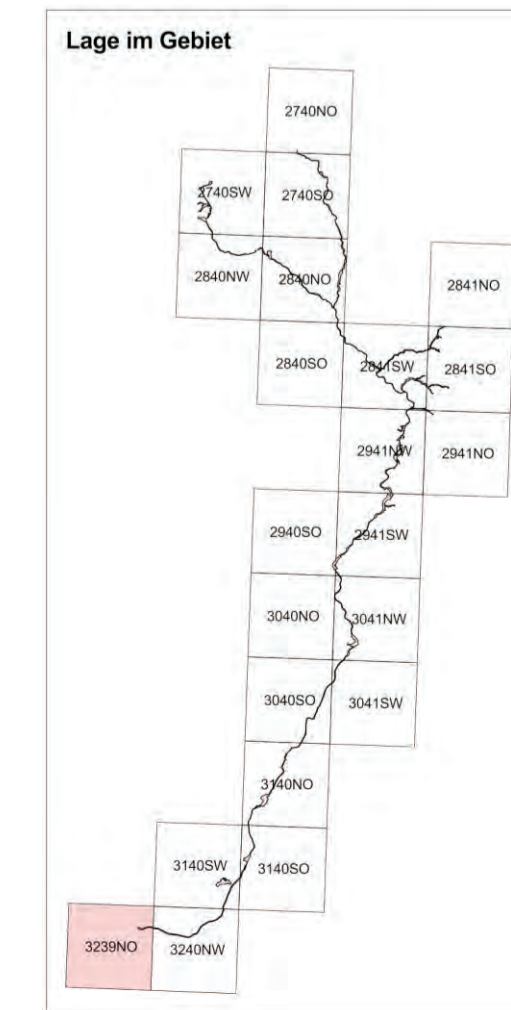 Lage im Gebiet
2740NO
2740SW 2740SO
2840NW 2840NO 2841NO
2840SO 2841SW 2841SO
2941NW 2941NO
2940SO 2941SW
3040NO 3041NW
3040SO 3041SW
3140NO
3140SW 3140SO
3239NO 3240NW